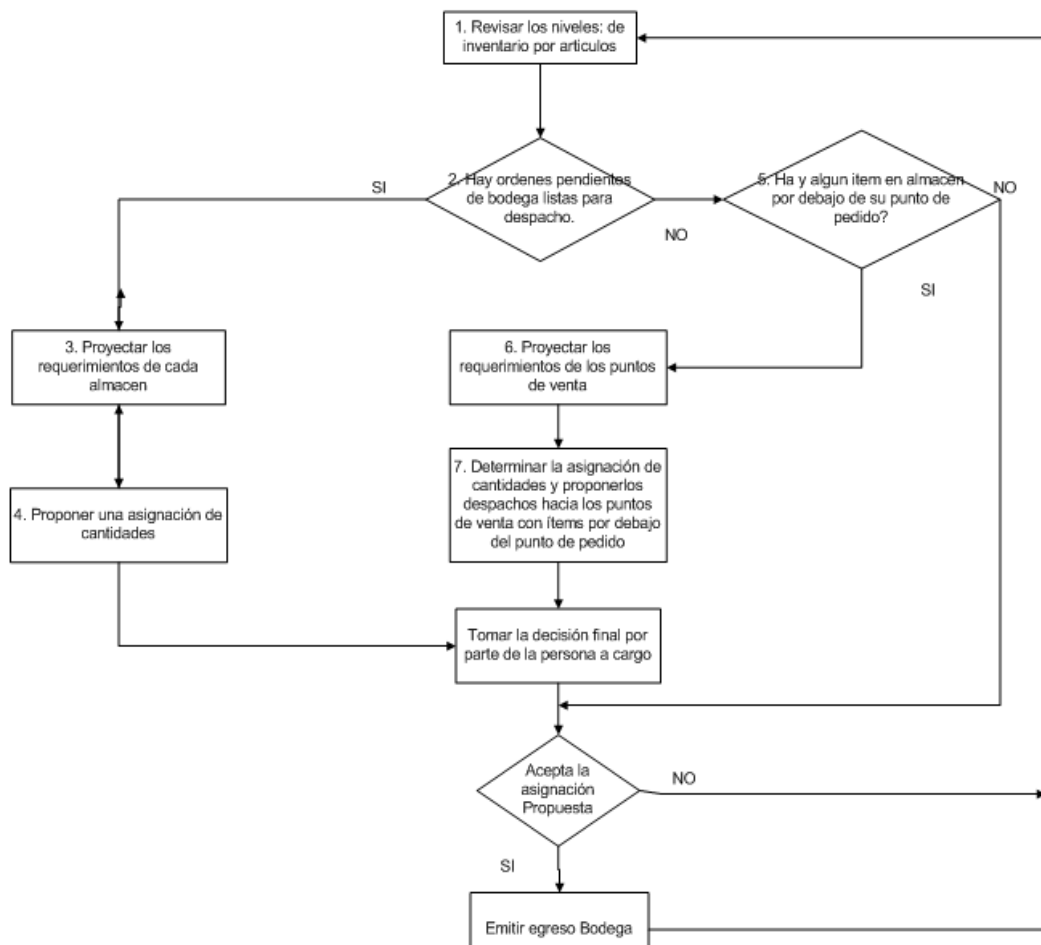 1. Revisar los niveles: de
inventario por articulos
SI
2. Hay ordenes pendientes
de bodega listas para
despacho.
NO
5. Ha y algun item en almacén
por debajo de su punto de
pedido?
NO
SI
3. Proyectar los
requerimientos de cada
almacen
6. Proyectar los
requerimientos de los puntos
de venta
4. Proponer una asignación de
cantidades
7. Determinar la asignación de
cantidades y proponerlos
despachos hacia los puntos
de venta con ítems por debajo
del punto de pedido
Tomar la decisión final por
parte de la persona a cargo
Acepta la
asignación
Propuesta
NO
SI
Emitir egreso Bodega